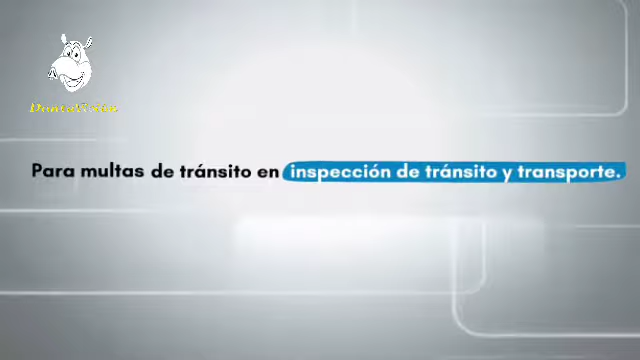 Para multas de tránsito en inspección de tránsito y transporte.